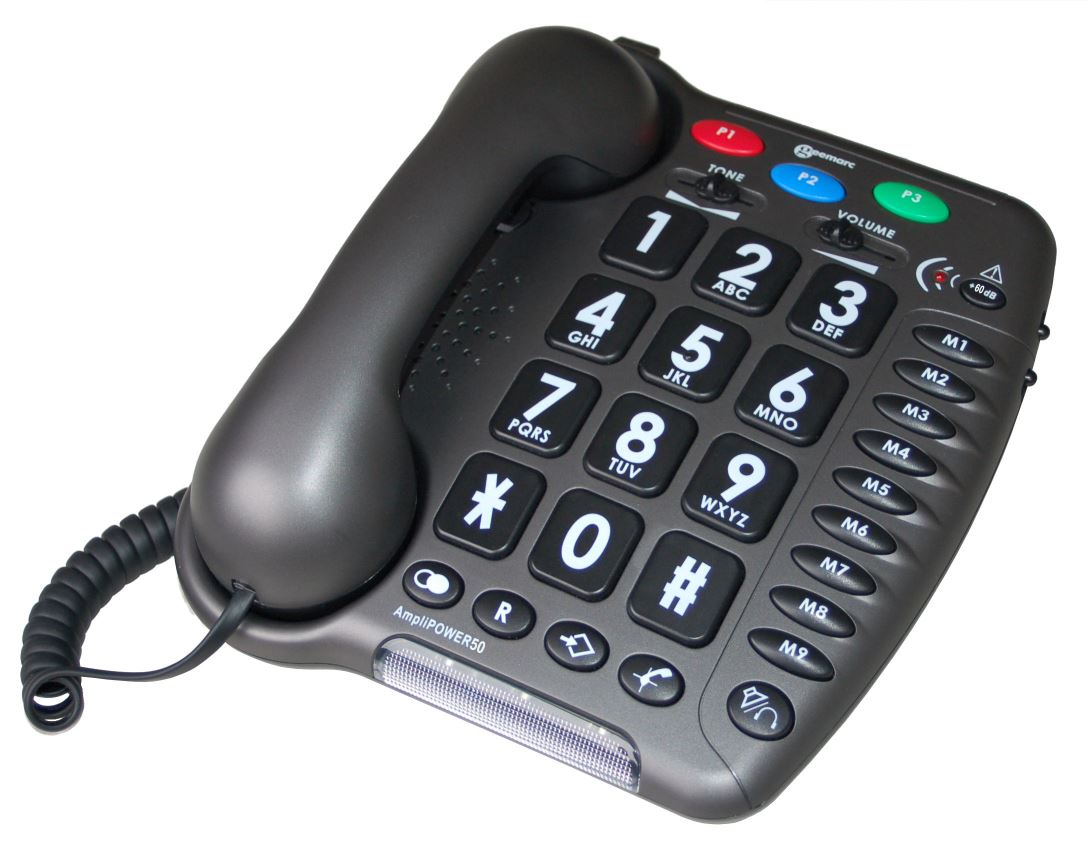 P1
geemarc
P2
P3
TONE
VOLUME
+60dB
1
2
ABC
3
DEF
4
GHI
5
JKL
6
MNO
7
PQRS
8
TUV
9
WXYZ
*
0
#
M1
M2
M3
M4
M5
M6
M7
M8
M9
R
AmpliPOWER50